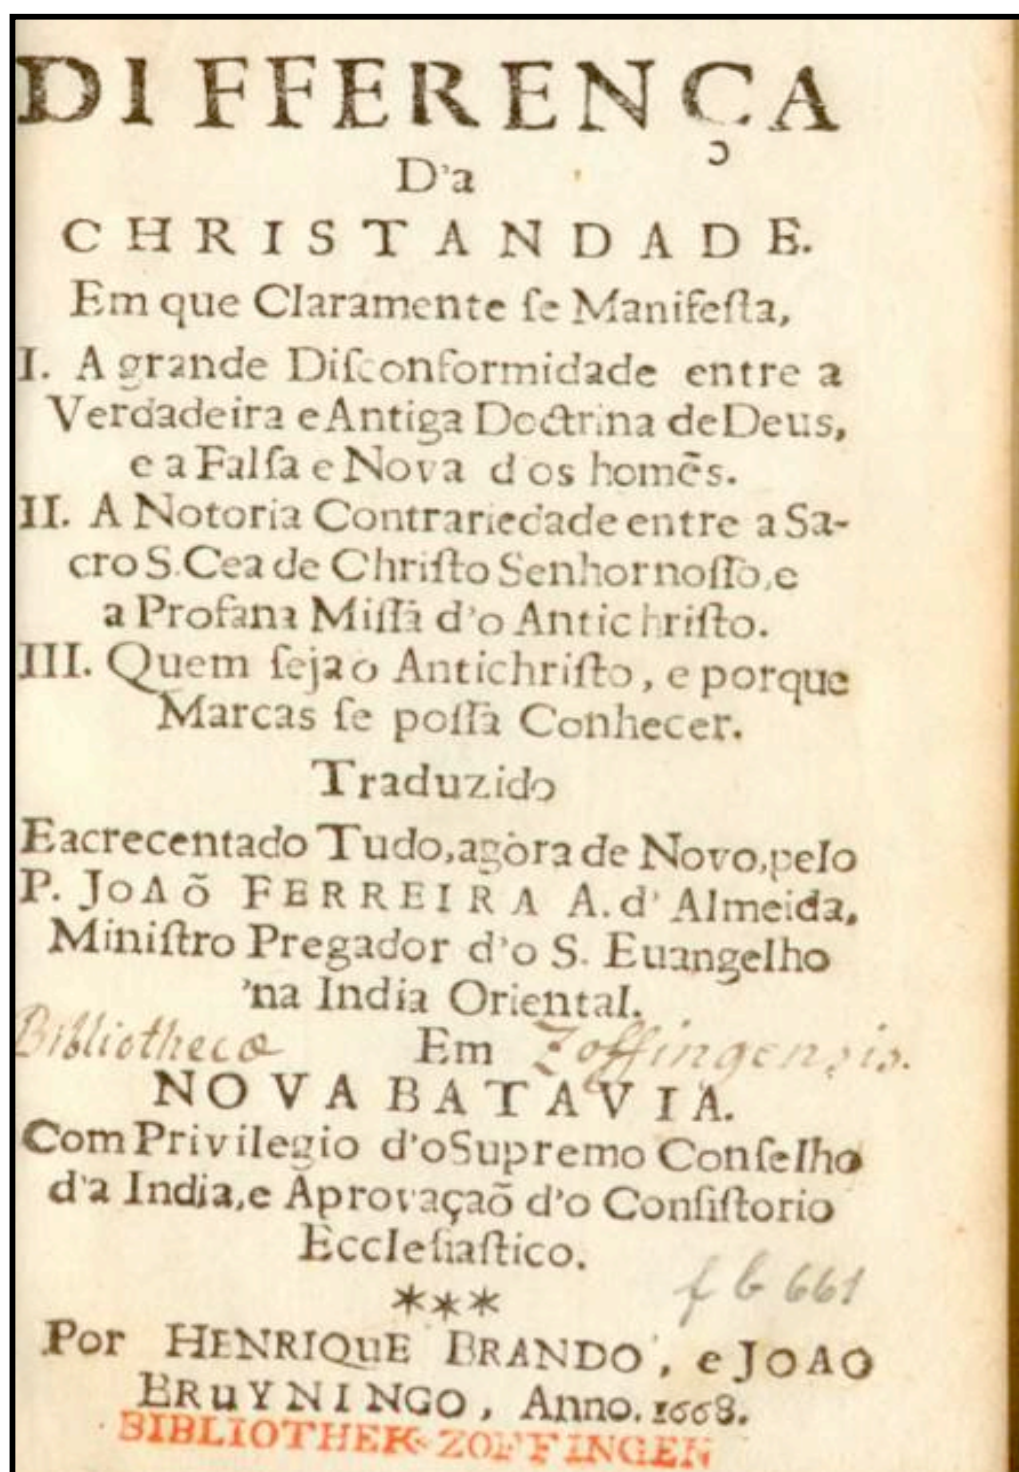 DIFFERENÇA
D'a
CHRISTANDADE.
Em que Claramente ſe Manifeſta,
I. A grande Diſconformidade entre a
Verdadeira e Antiga Doctrina de Deus,
e a Falſa e Nova d'os homẽs.
II. A Notoria Contrariedade entre a Sa-
cro S. Cea de Chriſto Senhor noſſo, e
a Profana Miſſa d'o Antichriſto.
III. Quem ſeja o Antichriſto, e porque
Marcas ſe poſſa Conhecer.
Traduzido
E acrecentado Tudo, agòra de Novo, pelo
P. JOAÕ FERREIRA A. d' Almeida,
Miniſtro Pregador d'o S. Euangelho
'na India Oriental.
Bibliothecæ Em Zoffingensis.
NOVA BATAVIA.
Com Privilegio d'o Supremo Conſelho
d'a India, e Aprovaçaõ d'o Conſiſtorio
Eccleſiaſtico.
f b 661
***
Por HENRIQUE BRANDO, e JOAO
BRUYNINGO, Anno. 1668.
BIBLIOTHEK ZOFFINGEN